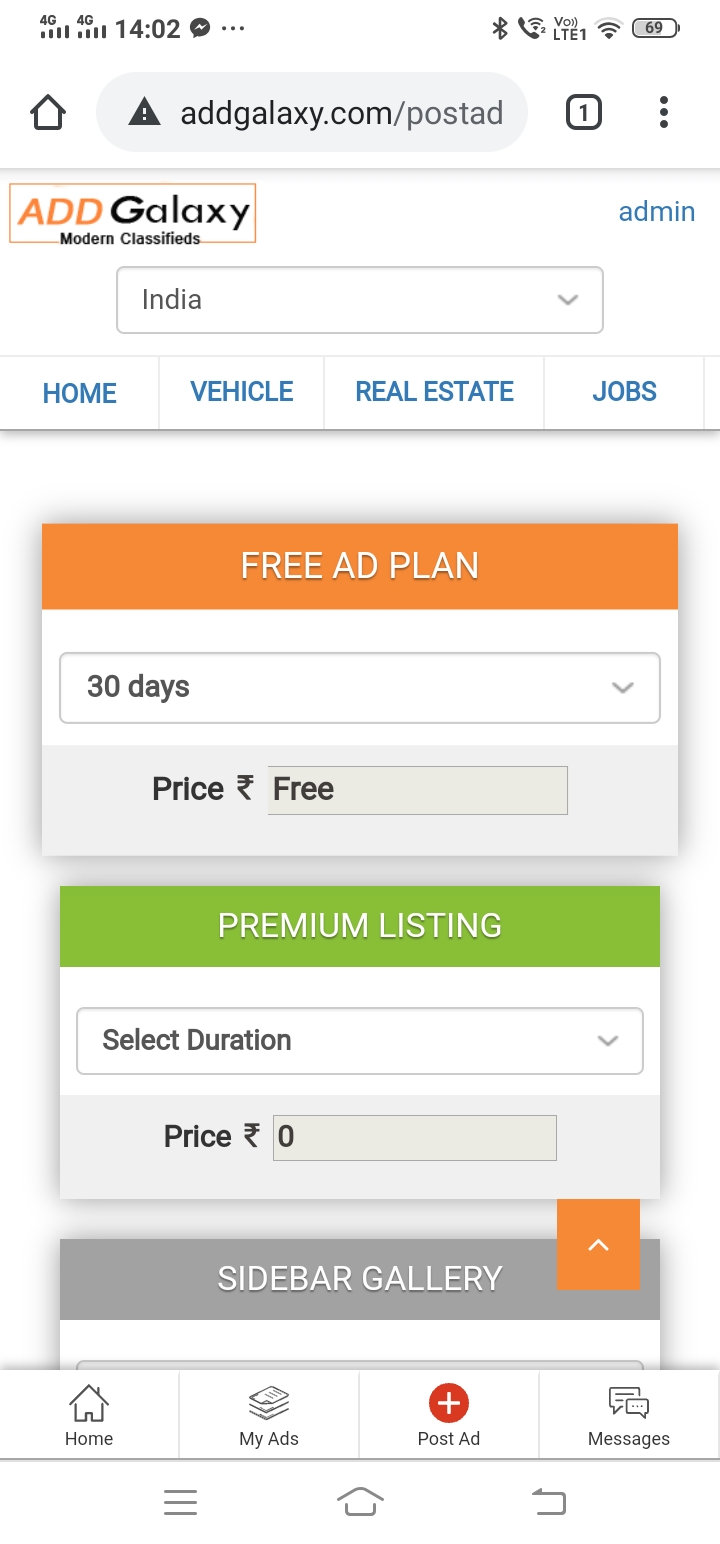 4G 4G 14:02 ... 2 Vo)) LTE1 69
addgalaxy.com/postad 1
ADD Galaxy
Modern Classifieds
admin
India
HOME VEHICLE REAL ESTATE JOBS
FREE AD PLAN
30 days
Price ₹ Free
PREMIUM LISTING
Select Duration
Price ₹ 0
SIDEBAR GALLERY
Home My Ads Post Ad Messages